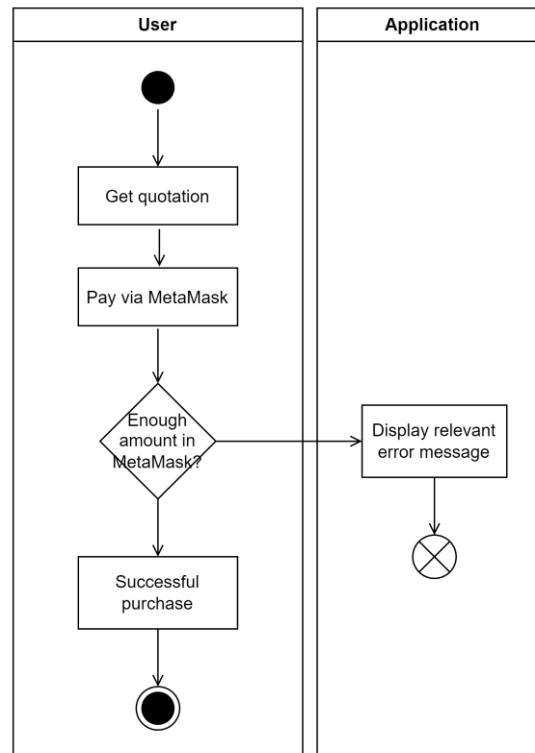 User
Application
Get quotation
Pay via MetaMask
Enough
amount in
MetaMask?
Display relevant
error message
Successful
purchase